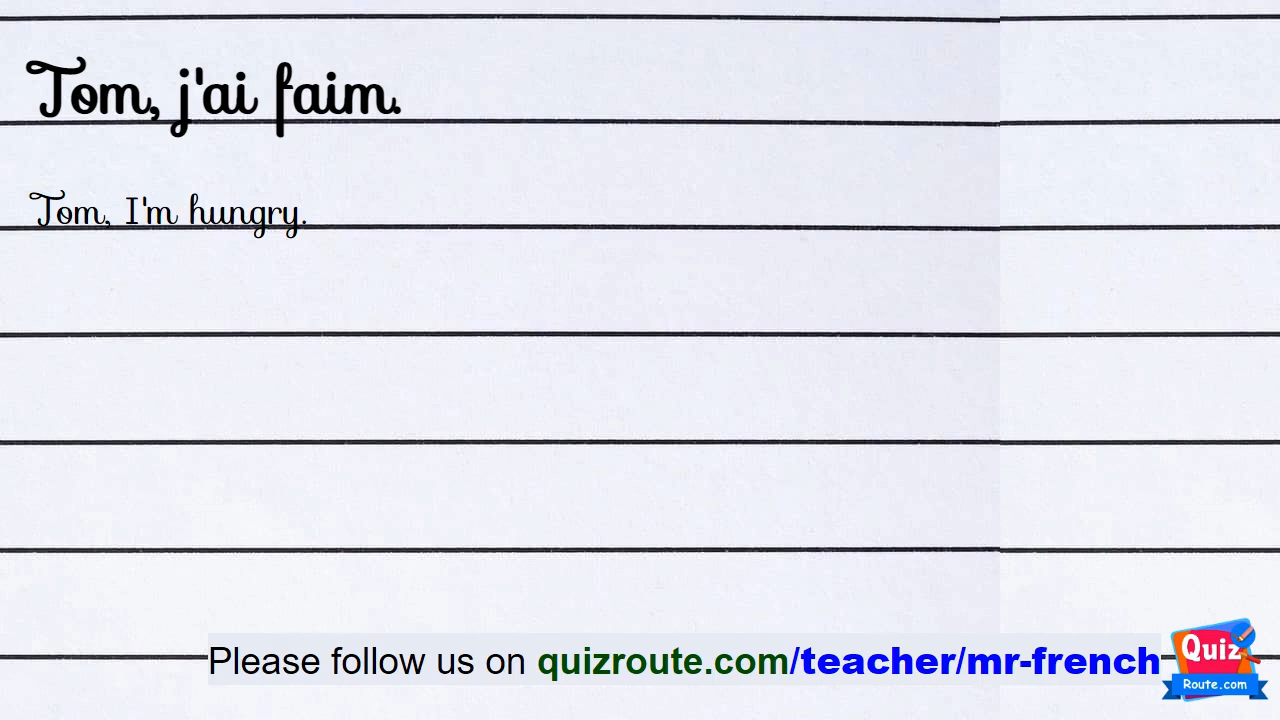 Tom, j'ai faim.
Tom, I'm hungry.
Please follow us on quizroute.com/teacher/mr-french
Quiz
Route.com